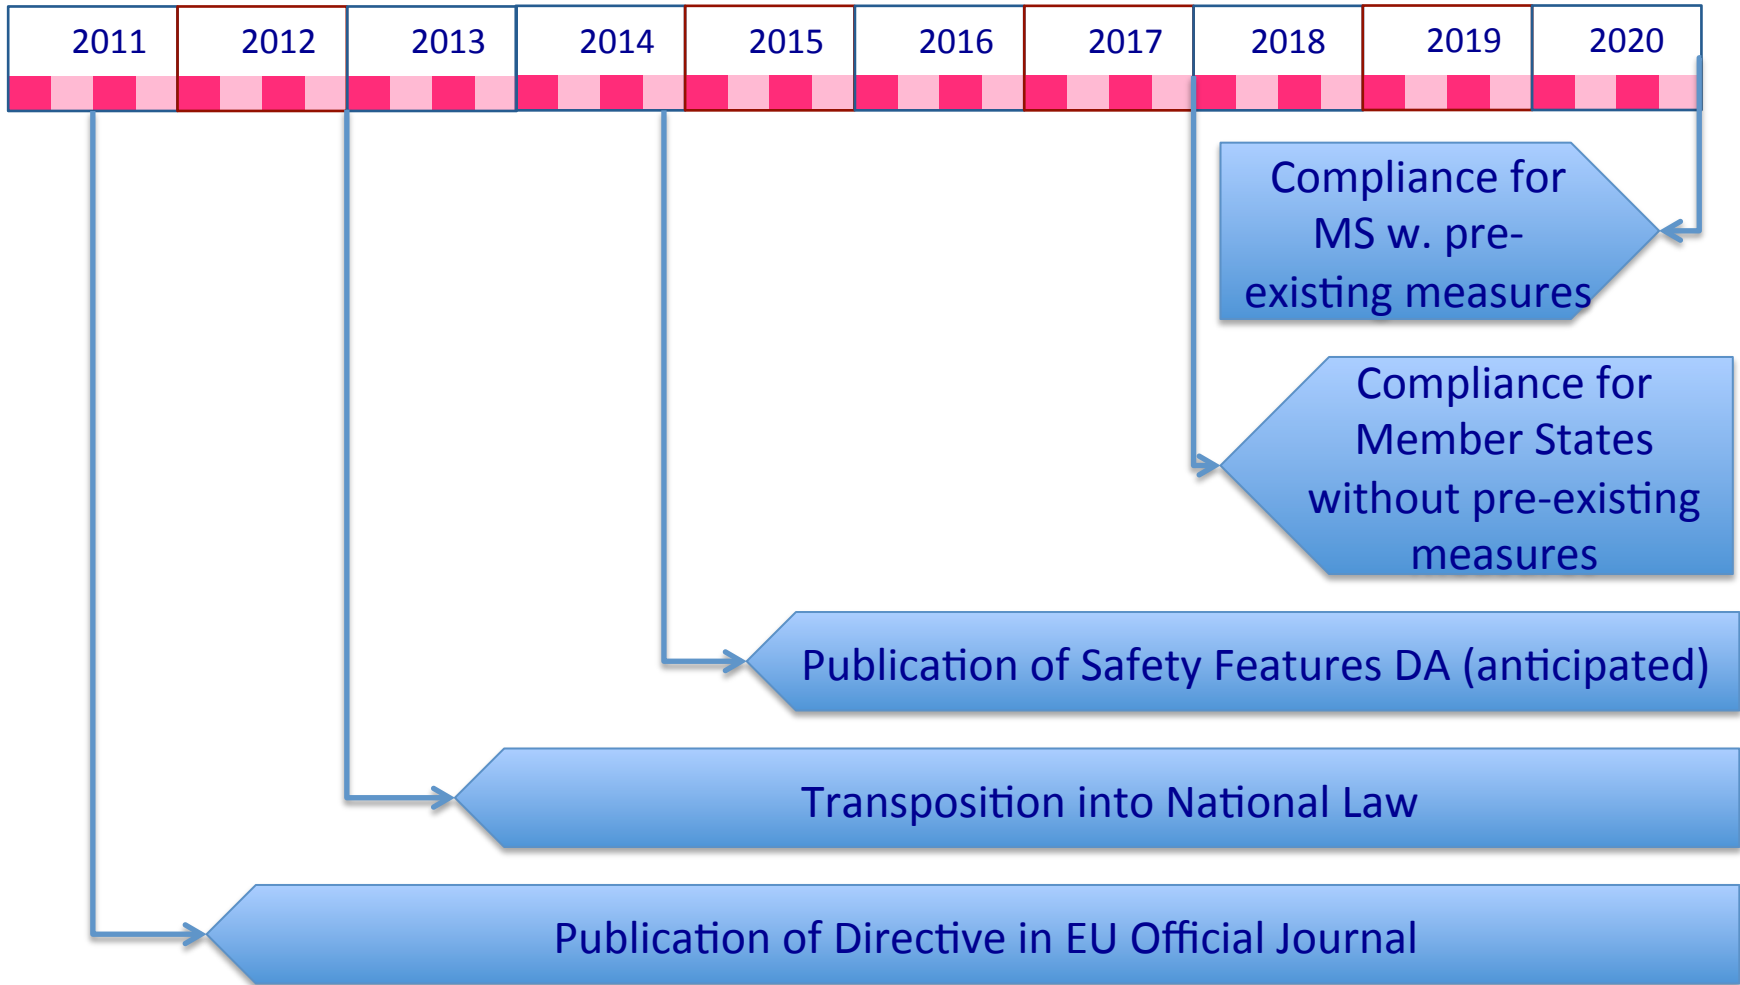 2011 2012 2013 2014 2015 2016 2017 2018 2019 2020
Compliance for
MS w. pre-
existing measures
Compliance for
Member States
without pre-existing
measures
Publication of Safety Features DA (anticipated)
Transposition into National Law
Publication of Directive in EU Official Journal